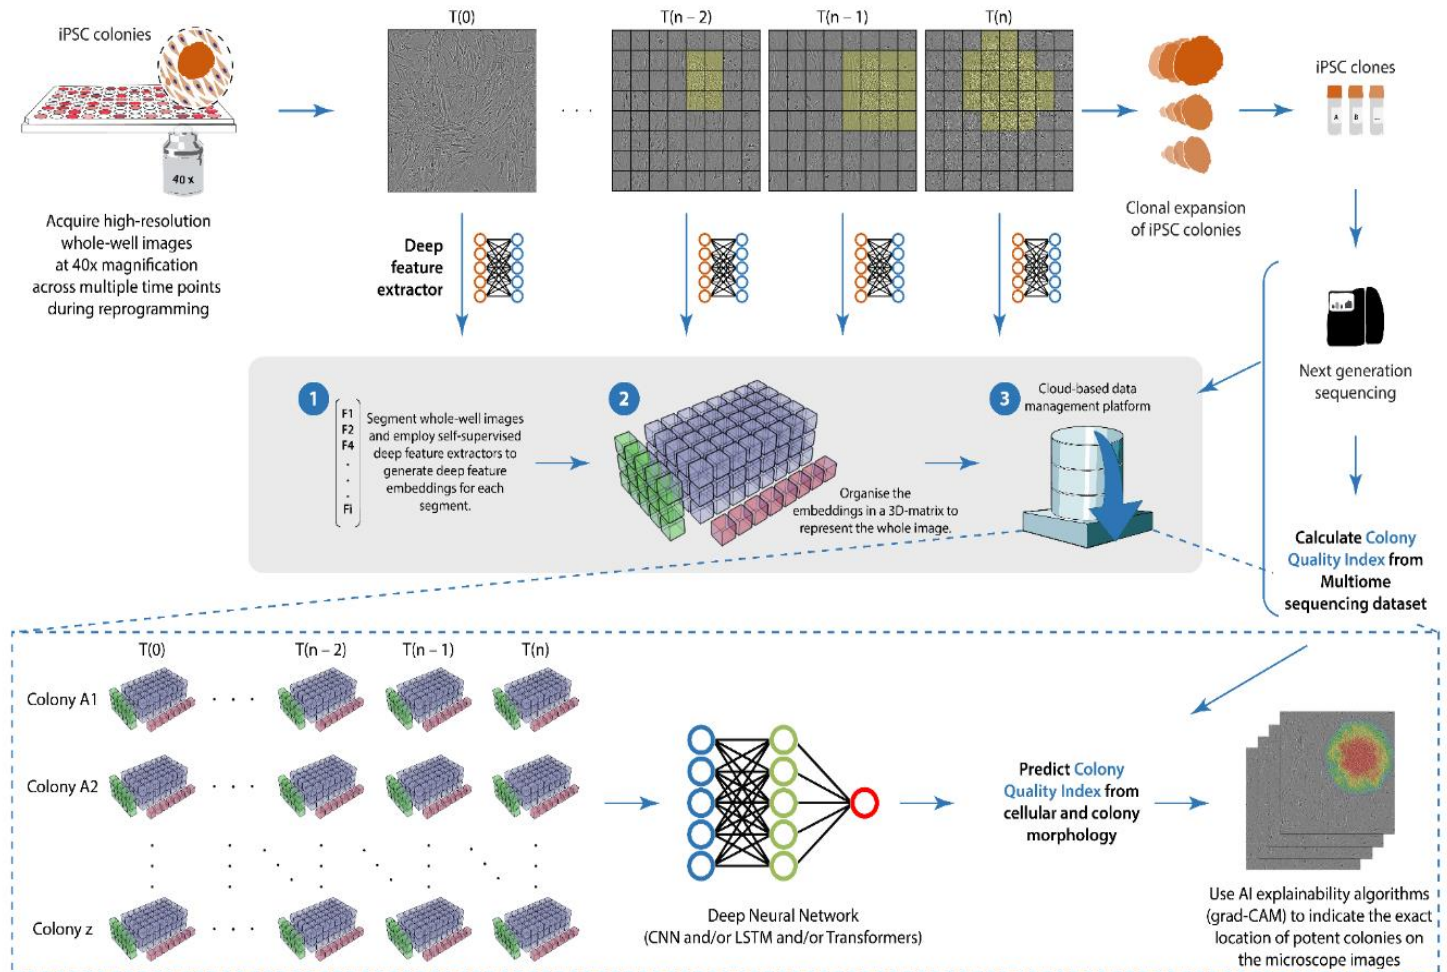 T(0)
T(n – 2)
T(n – 1)
T(n)
iPSC colonies
40 x
Acquire high-resolution
whole-well images
at 40x magnification
across multiple time points
during reprogramming
. . .
Deep
feature
extractor
Clonal expansion
of iPSC colonies
iPSC clones
A
B
...
Next generation
sequencing
Calculate Colony
Quality Index from
Multiome
sequencing dataset
1
F1
F2
F4
.
.
.
Fi
Segment whole-well images
and employ self-supervised
deep feature extractors to
generate deep feature
embeddings for each
segment.
2
Organise the
embeddings in a 3D-matrix to
represent the whole image.
3
Cloud-based data
management platform
T(0)
T(n – 2)
T(n – 1)
T(n)
Colony A1
. . . .
Colony A2
. . . .
Colony z
. . . .
Deep Neural Network
(CNN and/or LSTM and/or Transformers)
Predict Colony
Quality Index from
cellular and colony
morphology
Use AI explainability algorithms
(grad-CAM) to indicate the exact
location of potent colonies on
the microscope images